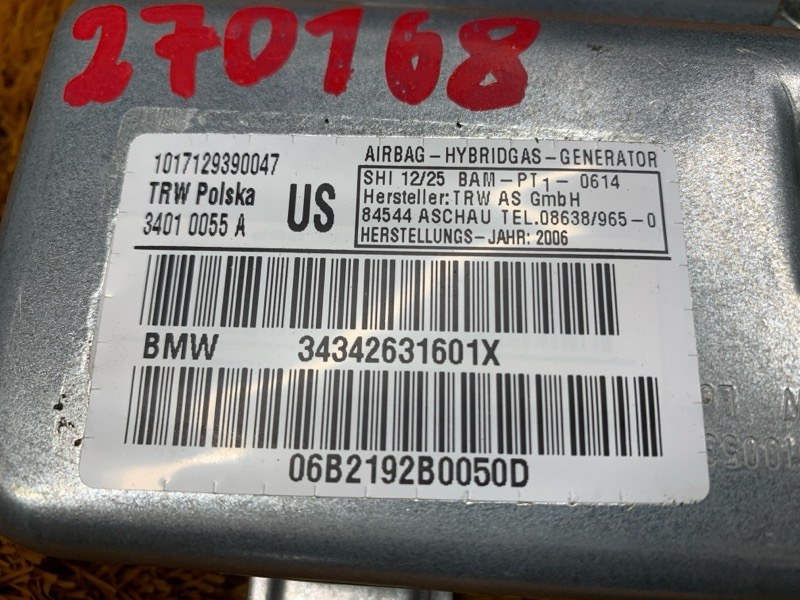 270168
1017129390047
TRW Polska
3401 0055 A
US
AIRBAG-HYBRIDGAS-GENERATOR
SHI 12/25 BAM-PT1-0614
Hersteller:TRW AS GmbH
84544 ASCHAU TEL.08638/965-0
HERSTELLUNGS-JAHR: 2006
BMW 34342631601X
06B2192B0050D